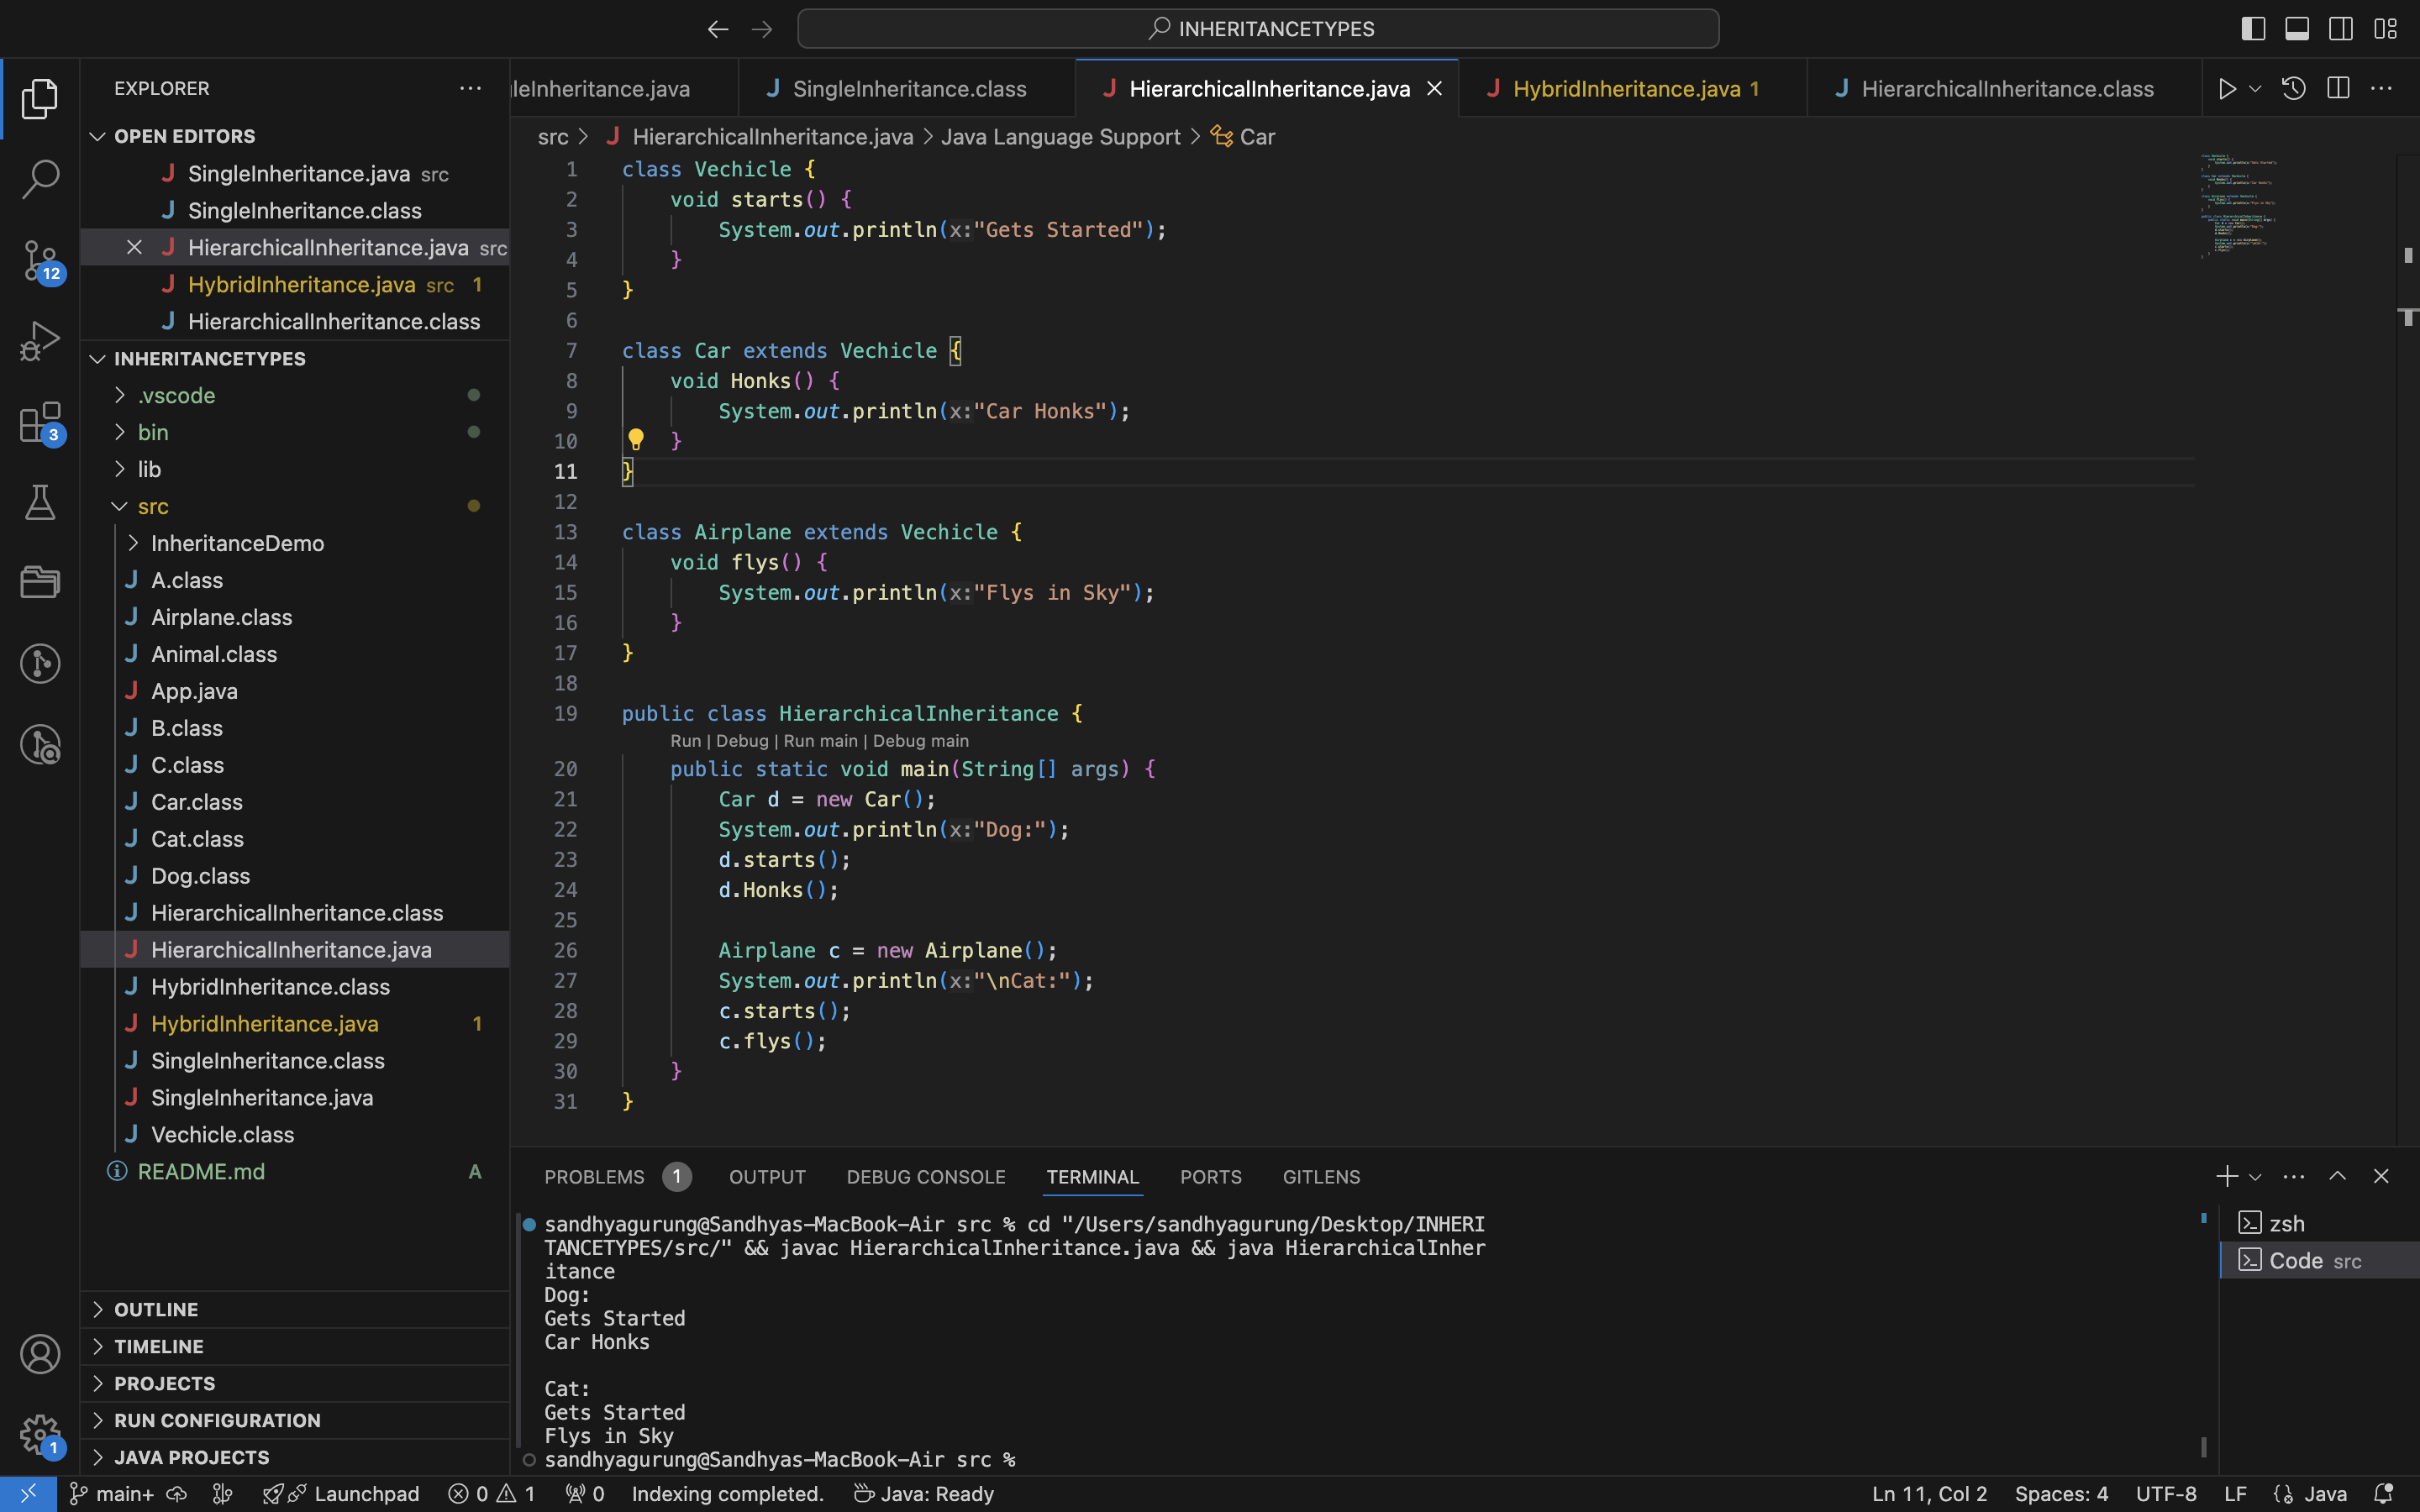 INHERITANCETYPES
EXPLORER
OPEN EDITORS
SingleInheritance.java src
SingleInheritance.class
HierarchicalInheritance.java src
HybridInheritance.java src 1
HierarchicalInheritance.class
INHERITANCETYPES
.vscode
bin
lib
src
InheritanceDemo
A.class
Airplane.class
Animal.class
App.java
B.class
C.class
Car.class
Cat.class
Dog.class
HierarchicalInheritance.class
HierarchicalInheritance.java
HybridInheritance.class
HybridInheritance.java 1
SingleInheritance.class
SingleInheritance.java
Vechicle.class
README.md A
OUTLINE
TIMELINE
PROJECTS
RUN CONFIGURATION
JAVA PROJECTS
12
3
1
leInheritance.java SingleInheritance.class HierarchicalInheritance.java HybridInheritance.java 1 HierarchicalInheritance.class
src > HierarchicalInheritance.java > Java Language Support > Car
1 class Vechicle {
2 void starts() {
3 System.out.println(x:"Gets Started");
4 }
5 }
6
7 class Car extends Vechicle {
8 void Honks() {
9 System.out.println(x:"Car Honks");
10 }
11 }
12
13 class Airplane extends Vechicle {
14 void flys() {
15 System.out.println(x:"Flys in Sky");
16 }
17 }
18
19 public class HierarchicalInheritance {
Run | Debug | Run main | Debug main
20 public static void main(String[] args) {
21 Car d = new Car();
22 System.out.println(x:"Dog:");
23 d.starts();
24 d.Honks();
25
26 Airplane c = new Airplane();
27 System.out.println(x:"\nCat:");
28 c.starts();
29 c.flys();
30 }
31 }
PROBLEMS 1 OUTPUT DEBUG CONSOLE TERMINAL PORTS GITLENS
sandhyagurung@Sandhyas-MacBook-Air src % cd "/Users/sandhyagurung/Desktop/INHERI
TANCETYPES/src/" && javac HierarchicalInheritance.java && java HierarchicalInher
itance
Dog:
Gets Started
Car Honks
Cat:
Gets Started
Flys in Sky
sandhyagurung@Sandhyas-MacBook-Air src %
zsh
Code src
main+ Launchpad 0 1 0 Indexing completed. Java: Ready Ln 11, Col 2 Spaces: 4 UTF-8 LF Java